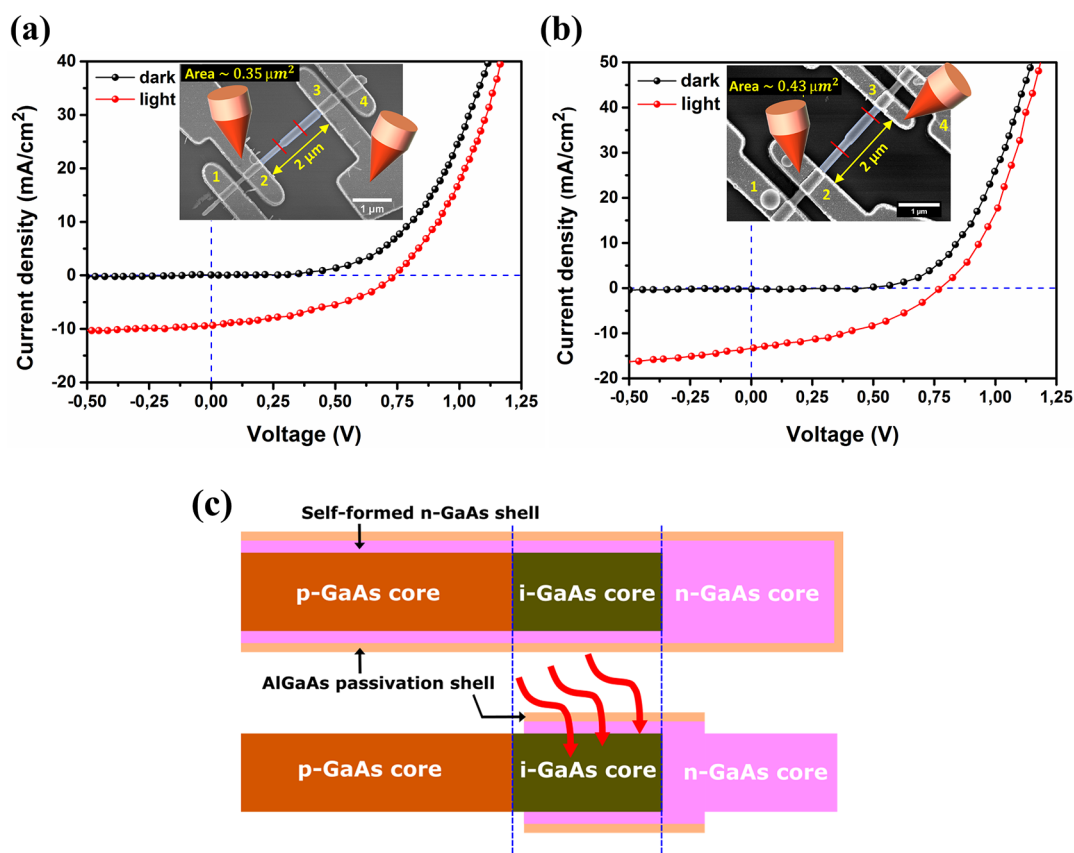 (a)
40
30
20
10
0
-10
-20
Current density (mA/cm²)
dark
light
Area ~ 0.35 μm²
1
2
3
4
2 μm
1 μm
-0,50
-0,25
0,00
0,25
0,50
0,75
1,00
1,25
Voltage (V)
(b)
50
40
30
20
10
0
-10
-20
Current density (mA/cm²)
dark
light
Area ~ 0.43 μm²
1
2
3
4
2 μm
1 μm
-0,50
-0,25
0,00
0,25
0,50
0,75
1,00
1,25
Voltage (V)
(c)
Self-formed n-GaAs shell
p-GaAs core
i-GaAs core
n-GaAs core
AlGaAs passivation shell
p-GaAs core
i-GaAs core
n-GaAs core